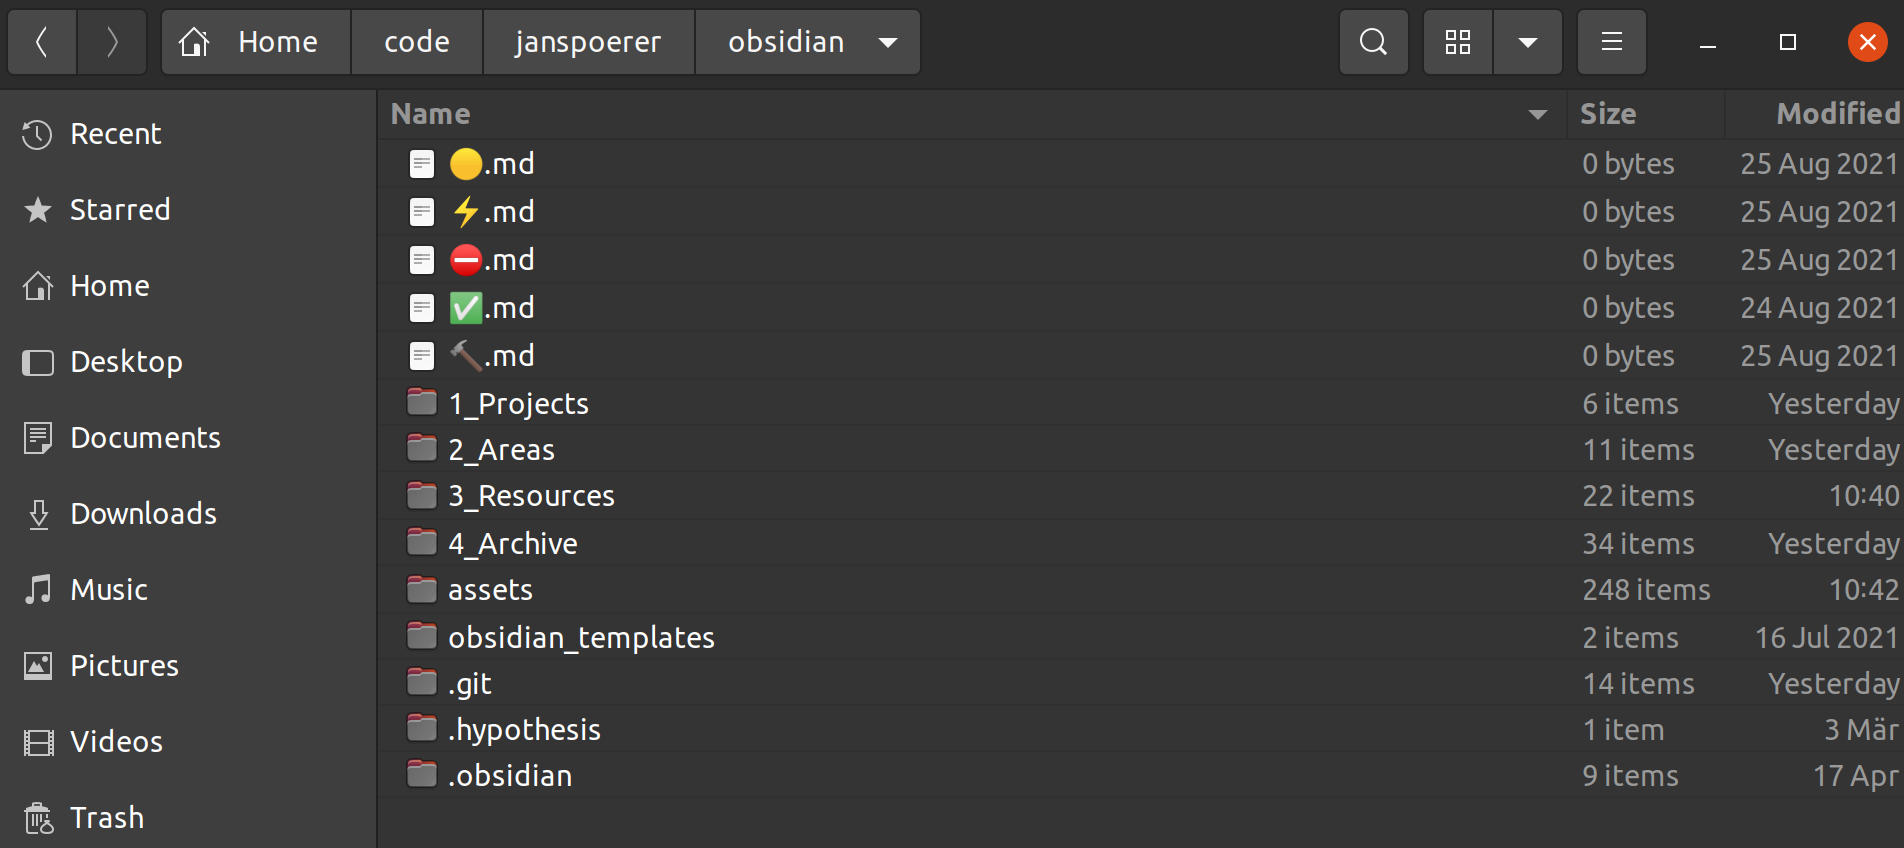 Home code janspoerer obsidian
Recent
Starred
Home
Desktop
Documents
Downloads
Music
Pictures
Videos
Trash
Name Size Modified
🟡.md 0 bytes 25 Aug 2021
⚡.md 0 bytes 25 Aug 2021
⛔.md 0 bytes 25 Aug 2021
✅.md 0 bytes 24 Aug 2021
🔨.md 0 bytes 25 Aug 2021
1_Projects 6 items Yesterday
2_Areas 11 items Yesterday
3_Resources 22 items 10:40
4_Archive 34 items Yesterday
assets 248 items 10:42
obsidian_templates 2 items 16 Jul 2021
.git 14 items Yesterday
.hypothesis 1 item 3 Mär
.obsidian 9 items 17 Apr